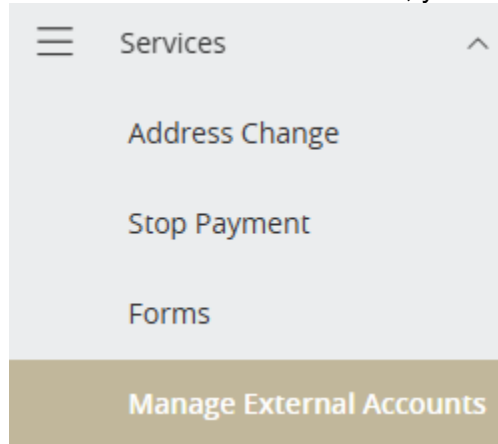 Services
Address Change
Stop Payment
Forms
Manage External Accounts